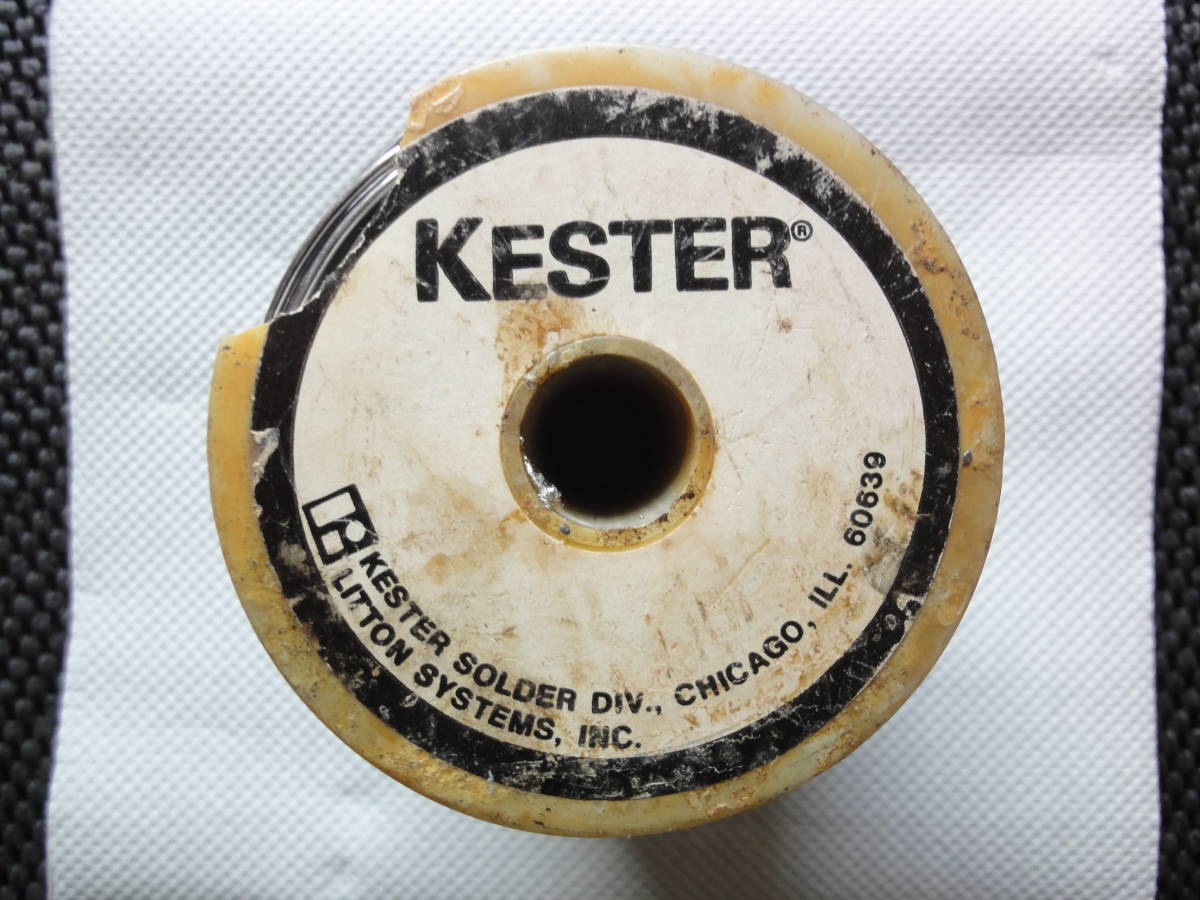 KESTER®
KESTER SOLDER DIV., CHICAGO, ILL. 60639
LITTON SYSTEMS, INC.